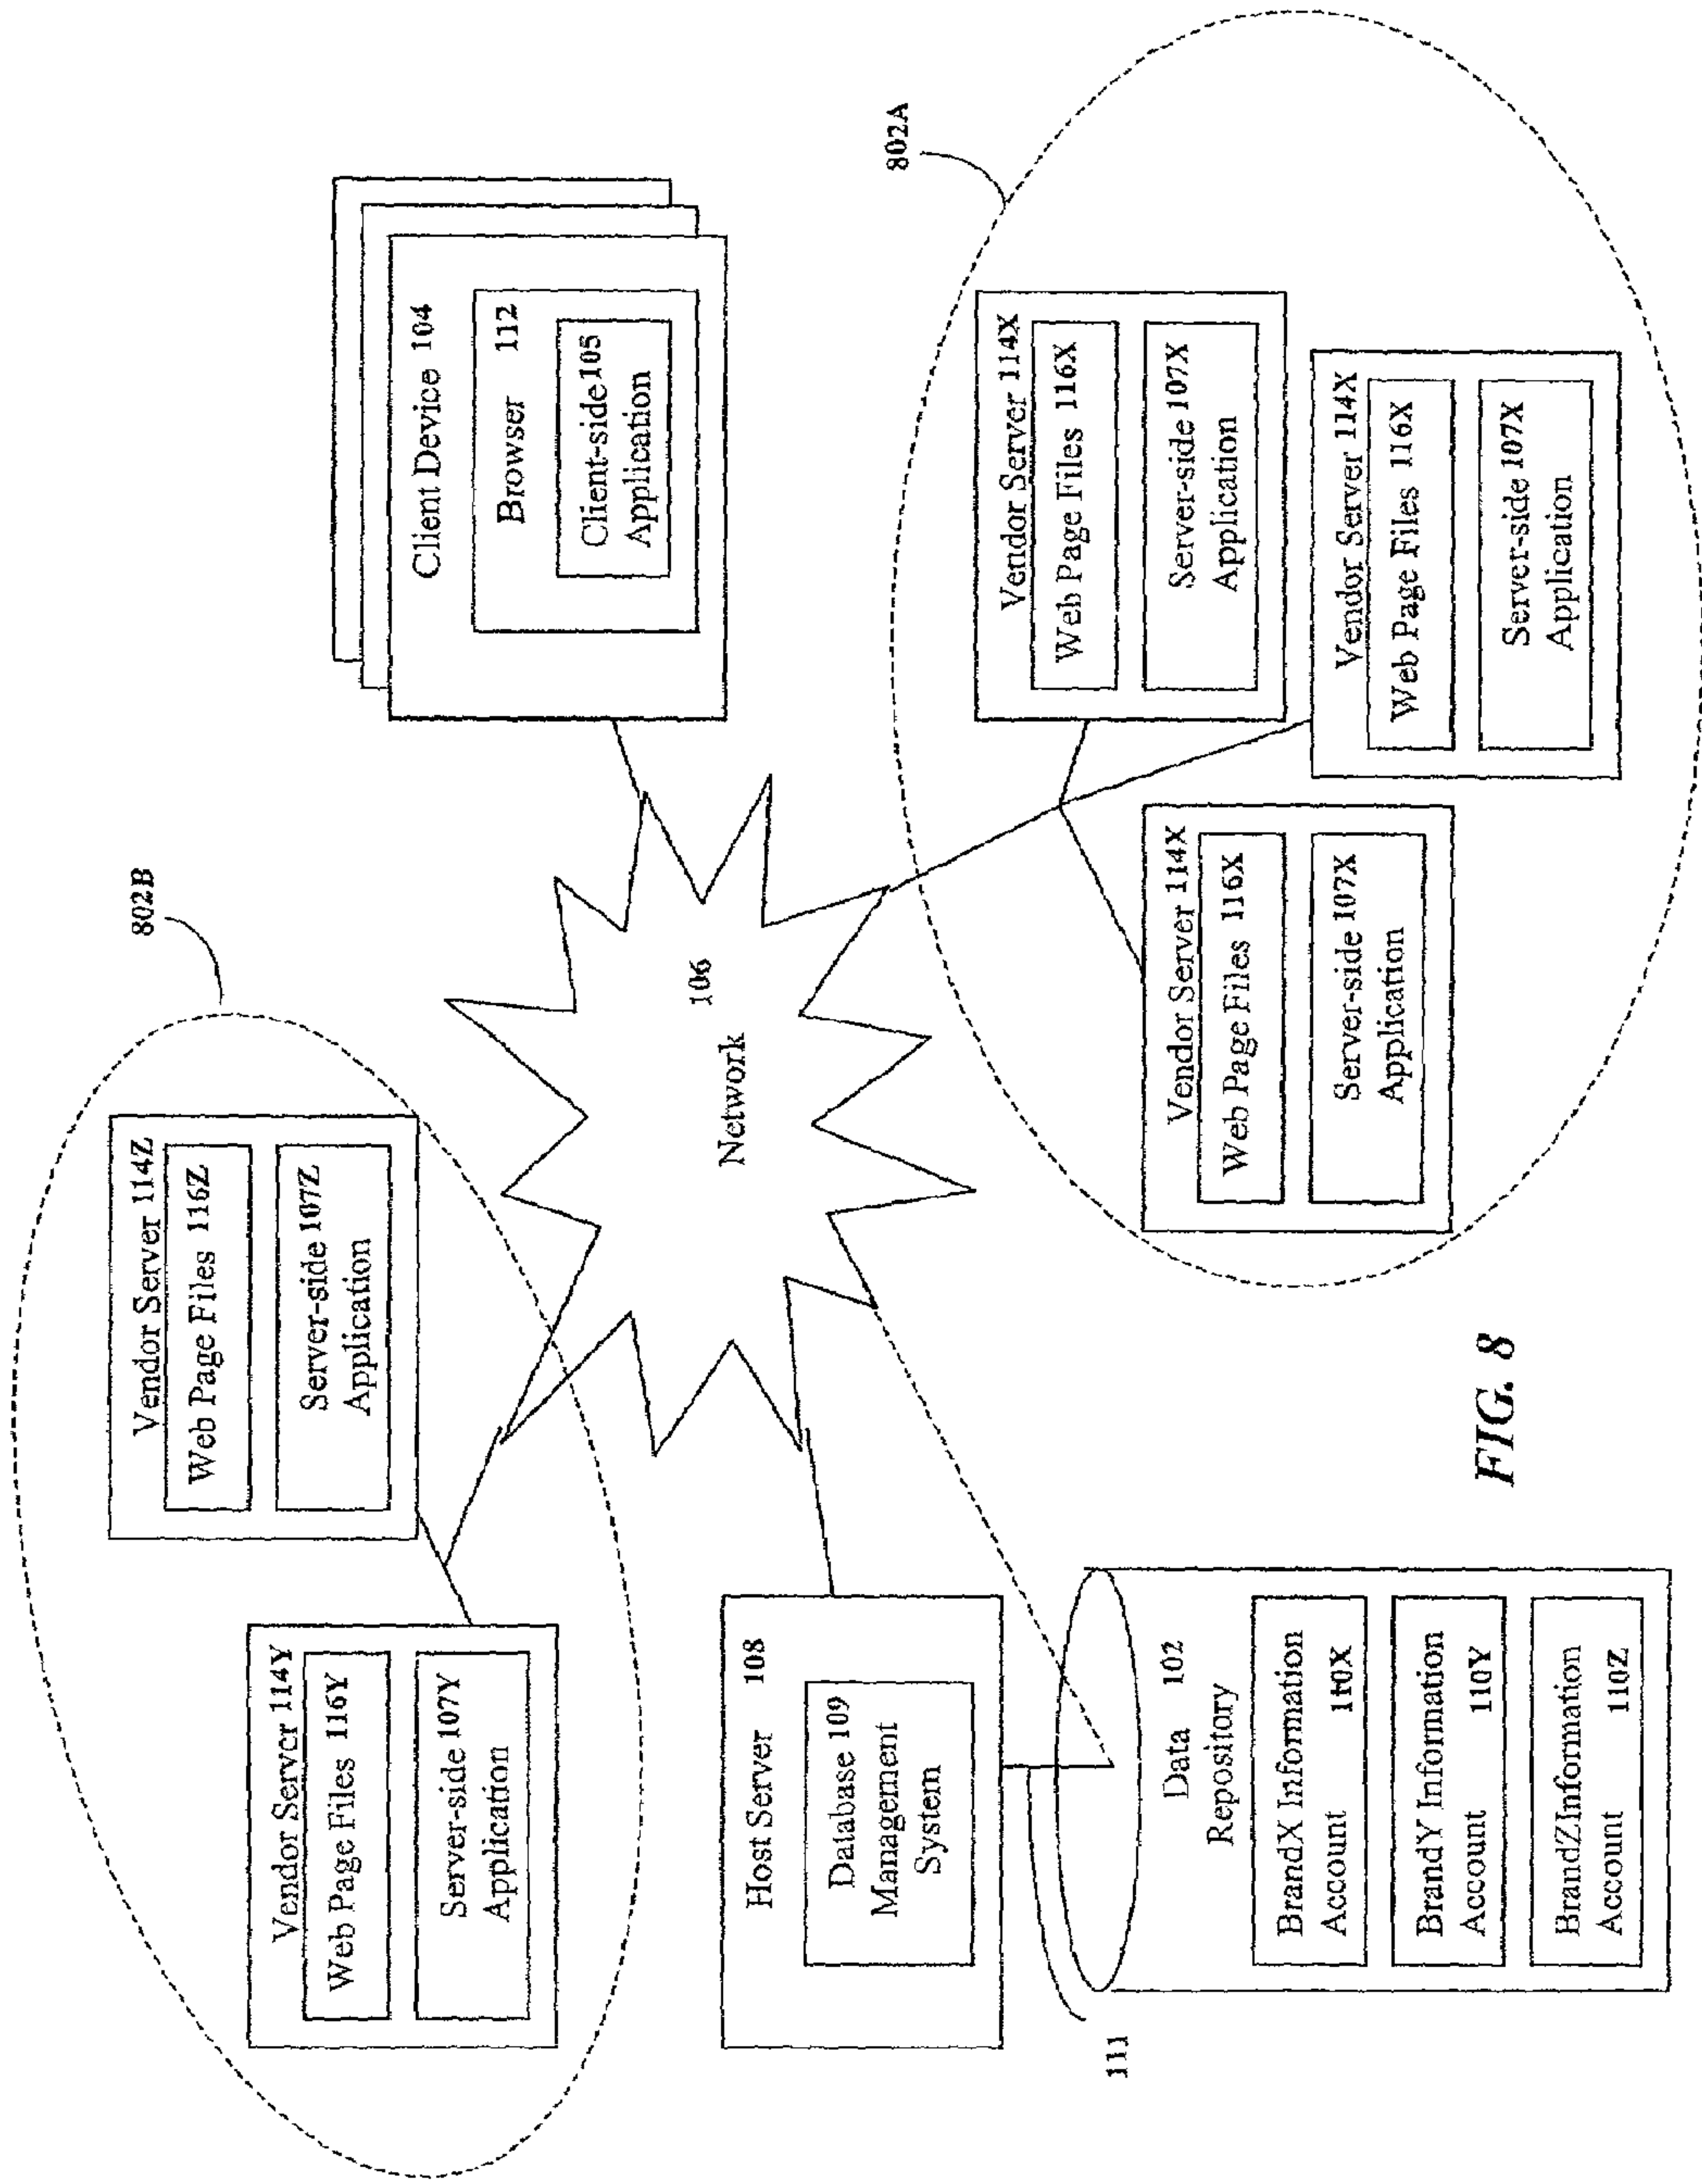 802B
Vendor Server 114Y
Web Page Files 116Y
Server-side 107Y
Application
Vendor Server 114Z
Web Page Files 116Z
Server-side 107Z
Application
Client Device 104
Browser 112
Client-side 105
Application
Network 106
Host Server 108
Database 109
Management
System
111
Data 102
Repository
BrandX Information
Account 110X
BrandY Information
Account 110Y
BrandZInformation
Account 110Z
802A
Vendor Server 114X
Web Page Files 116X
Server-side 107X
Application
Vendor Server 114X
Web Page Files 116X
Server-side 107X
Application
Vendor Server 114X
Web Page Files 116X
Server-side 107X
Application
FIG. 8